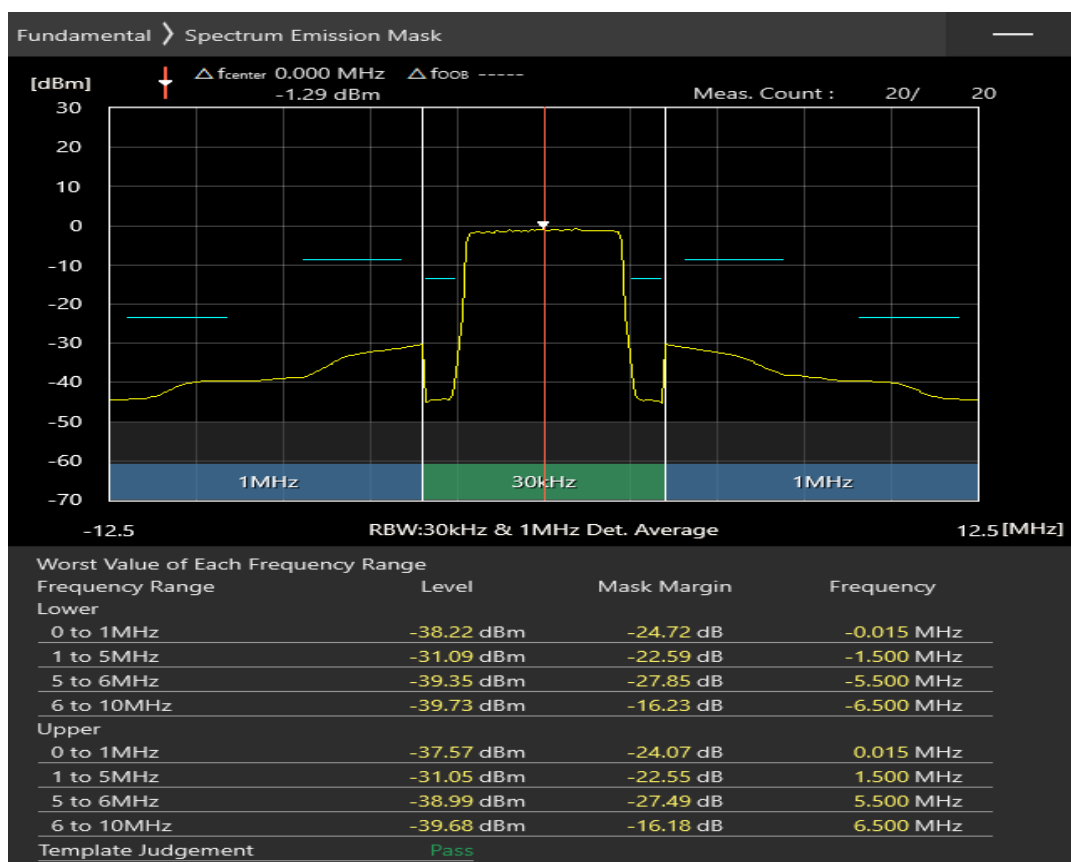 Fundamental ❯ Spectrum Emission Mask
[dBm] △ fcenter 0.000 MHz △ fOOB -----
-1.29 dBm Meas. Count : 20/ 20
30
20
10
0
-10
-20
-30
-40
-50
-60
-70
1MHz 30kHz 1MHz
-12.5 RBW:30kHz & 1MHz Det. Average 12.5 [MHz]
Worst Value of Each Frequency Range
Frequency Range Level Mask Margin Frequency
Lower
0 to 1MHz -38.22 dBm -24.72 dB -0.015 MHz
1 to 5MHz -31.09 dBm -22.59 dB -1.500 MHz
5 to 6MHz -39.35 dBm -27.85 dB -5.500 MHz
6 to 10MHz -39.73 dBm -16.23 dB -6.500 MHz
Upper
0 to 1MHz -37.57 dBm -24.07 dB 0.015 MHz
1 to 5MHz -31.05 dBm -22.55 dB 1.500 MHz
5 to 6MHz -38.99 dBm -27.49 dB 5.500 MHz
6 to 10MHz -39.68 dBm -16.18 dB 6.500 MHz
Template Judgement Pass